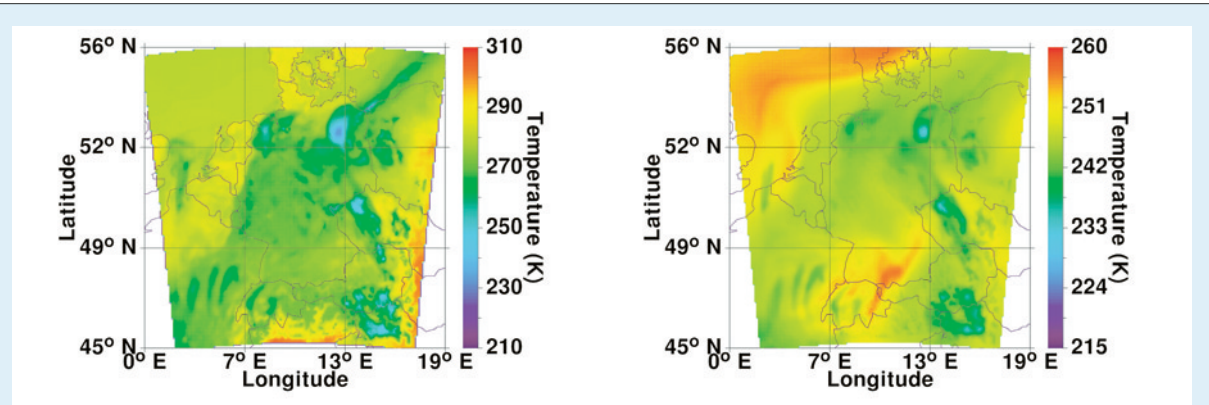 56° N
52° N
49° N
45° N
0° E
7° E
13° E
19° E
Latitude
Longitude
310
290
270
250
230
210
Temperature (K)
56° N
52° N
49° N
45° N
0° E
7° E
13° E
19° E
Latitude
Longitude
260
251
242
233
224
215
Temperature (K)